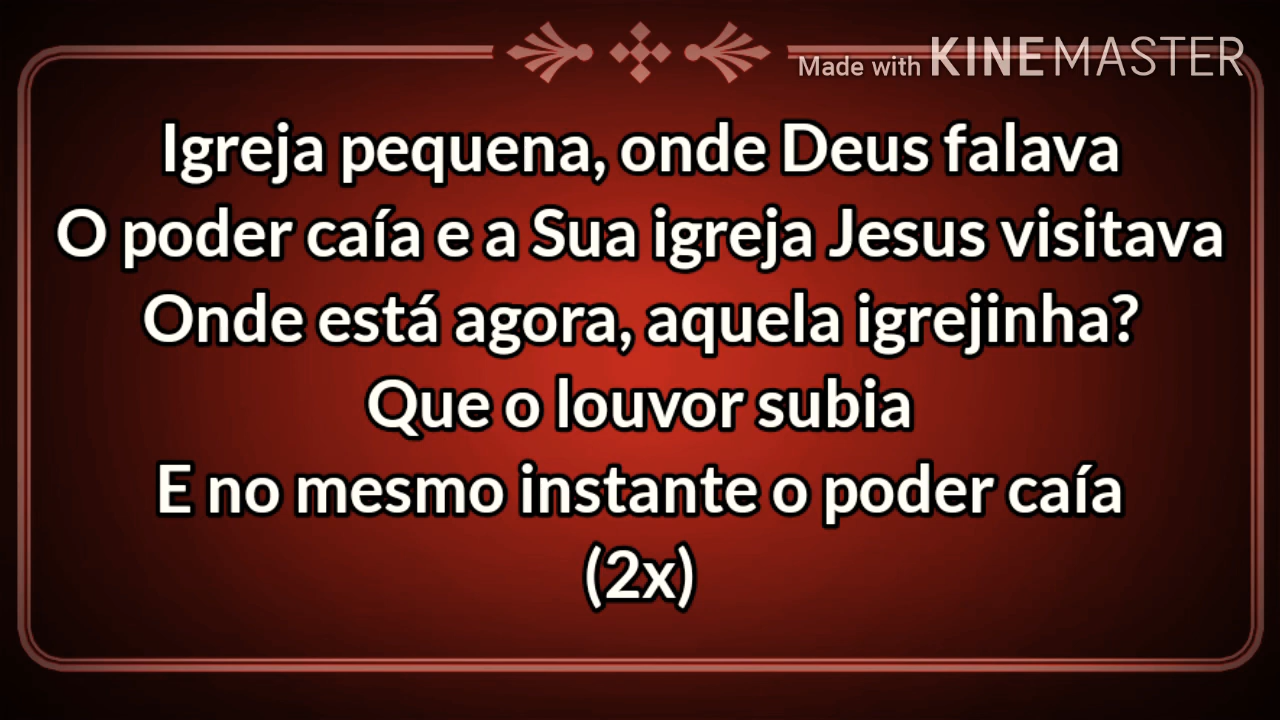 Made with KINEMASTER
Igreja pequena, onde Deus falava
O poder caía e a Sua igreja Jesus visitava
Onde está agora, aquela igrejinha?
Que o louvor subia
E no mesmo instante o poder caía
(2x)